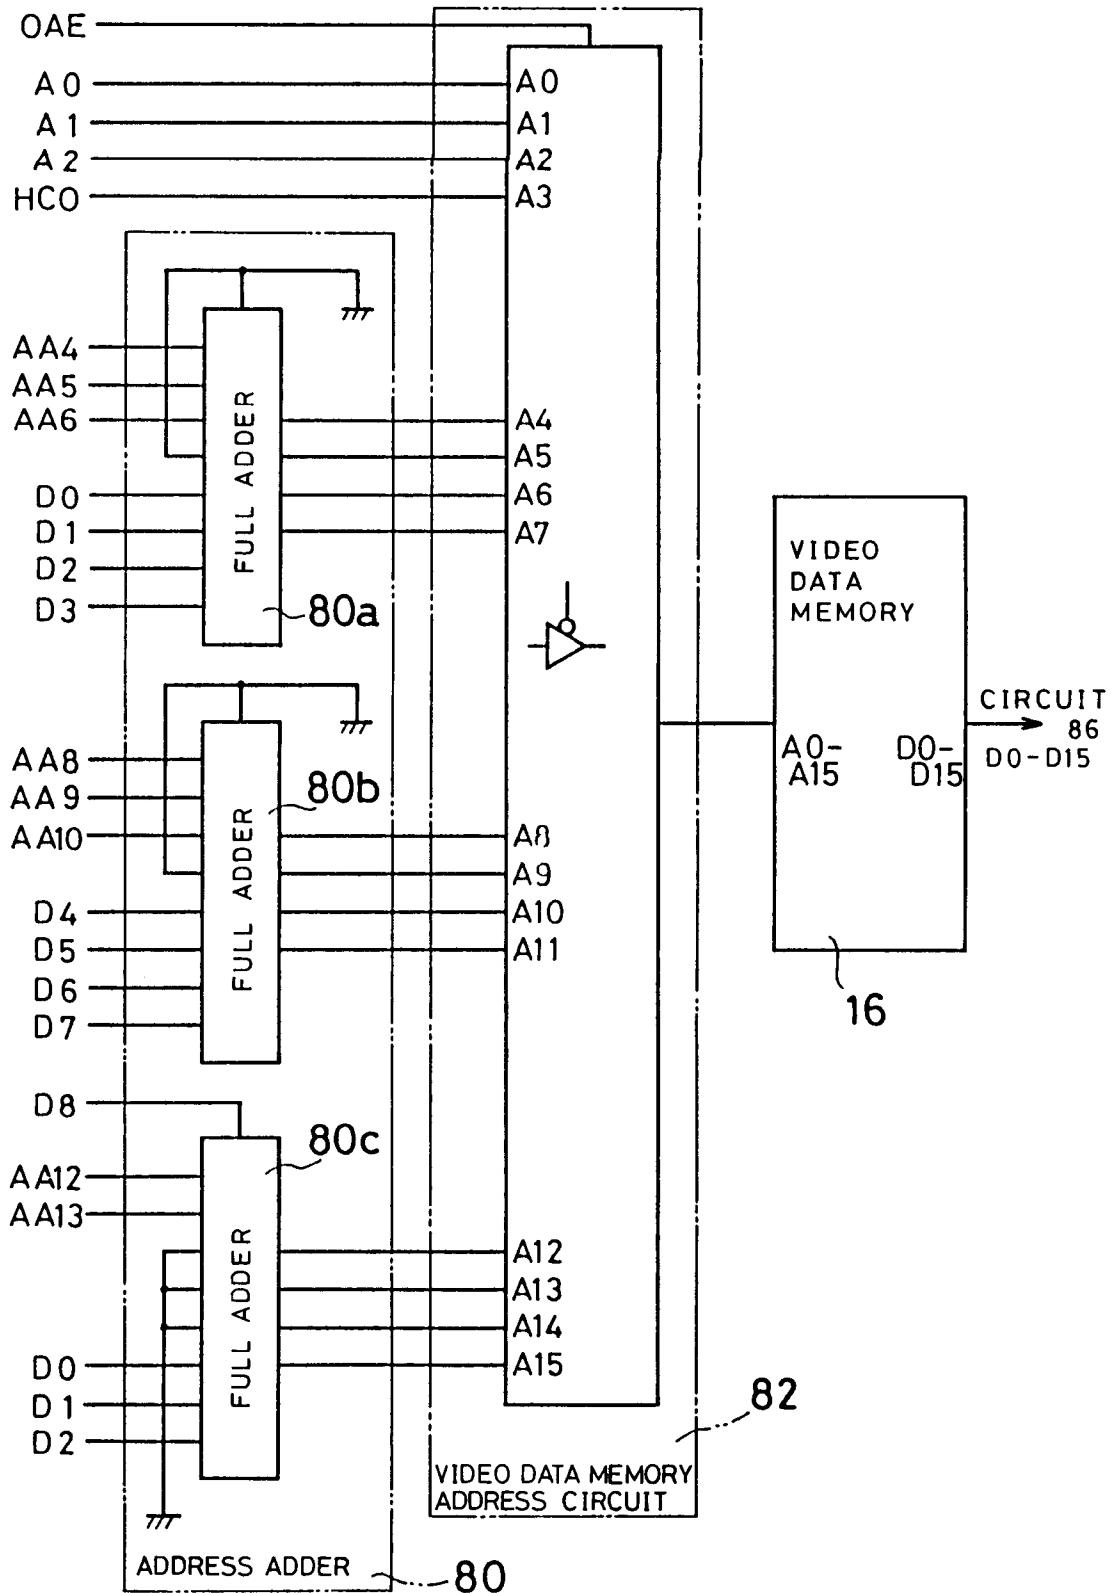 OAE
A0
A1
A2
HC0
A0
A1
A2
A3
AA4
AA5
AA6
D0
D1
D2
D3
FULL ADDER
80a
A4
A5
A6
A7
AA8
AA9
AA10
D4
D5
D6
D7
FULL ADDER
80b
A8
A9
A10
A11
D8
AA12
AA13
D0
D1
D2
FULL ADDER
80c
A12
A13
A14
A15
ADDRESS ADDER
80
VIDEO DATA MEMORY
ADDRESS CIRCUIT
82
VIDEO
DATA
MEMORY
A0-
A15
D0-
D15
16
CIRCUIT
86
D0-D15